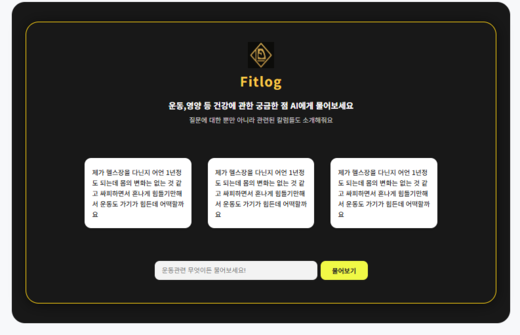 Fitlog
운동,영양 등 건강에 관한 궁금한 점 AI에게 물어보세요
질문에 대한 뿐만 아니라 관련된 칼럼들도 소개해줘요
제가 헬스장을 다닌지 어언 1년정
도 되는데 몸의 변화는 없는 것 같
고 싸피하면서 혼나게 힘들기만해
서 운동도 가기가 힘든데 어떡할까
요
제가 헬스장을 다닌지 어언 1년정
도 되는데 몸의 변화는 없는 것 같
고 싸피하면서 혼나게 힘들기만해
서 운동도 가기가 힘든데 어떡할까
요
제가 헬스장을 다닌지 어언 1년정
도 되는데 몸의 변화는 없는 것 같
고 싸피하면서 혼나게 힘들기만해
서 운동도 가기가 힘든데 어떡할까
요
운동관련 무엇이든 물어보세요!
물어보기